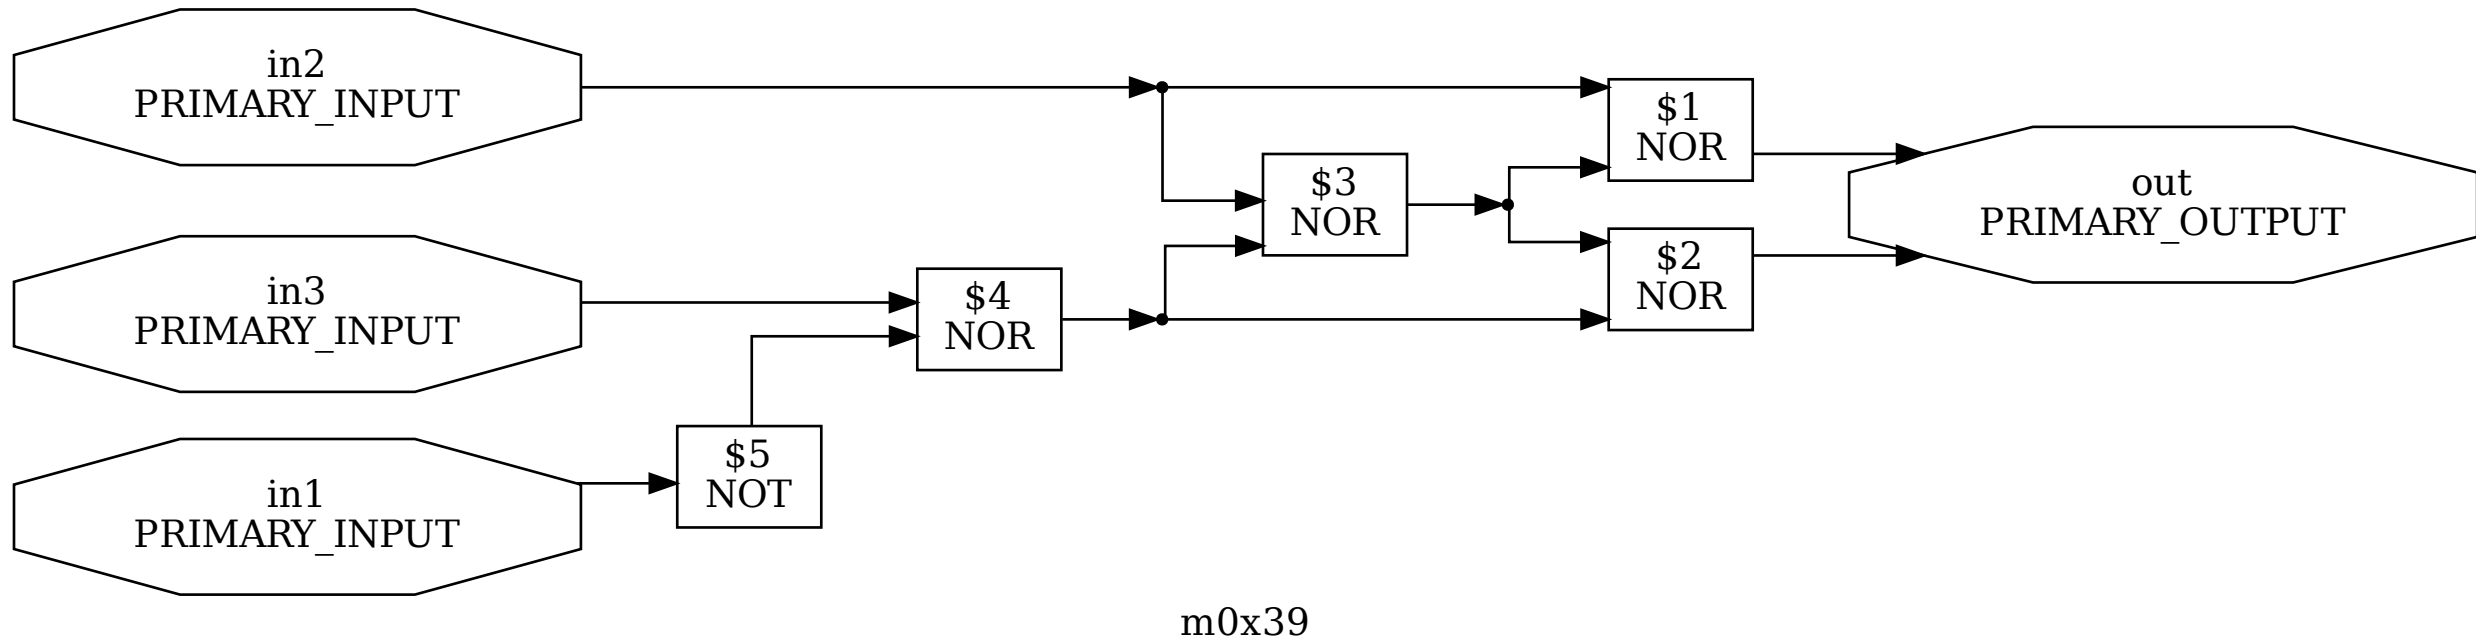 in2
PRIMARY_INPUT
$1
NOR
out
PRIMARY_OUTPUT
$3
NOR
in3
PRIMARY_INPUT
$4
NOR
$2
NOR
$5
NOT
in1
PRIMARY_INPUT
m0x39